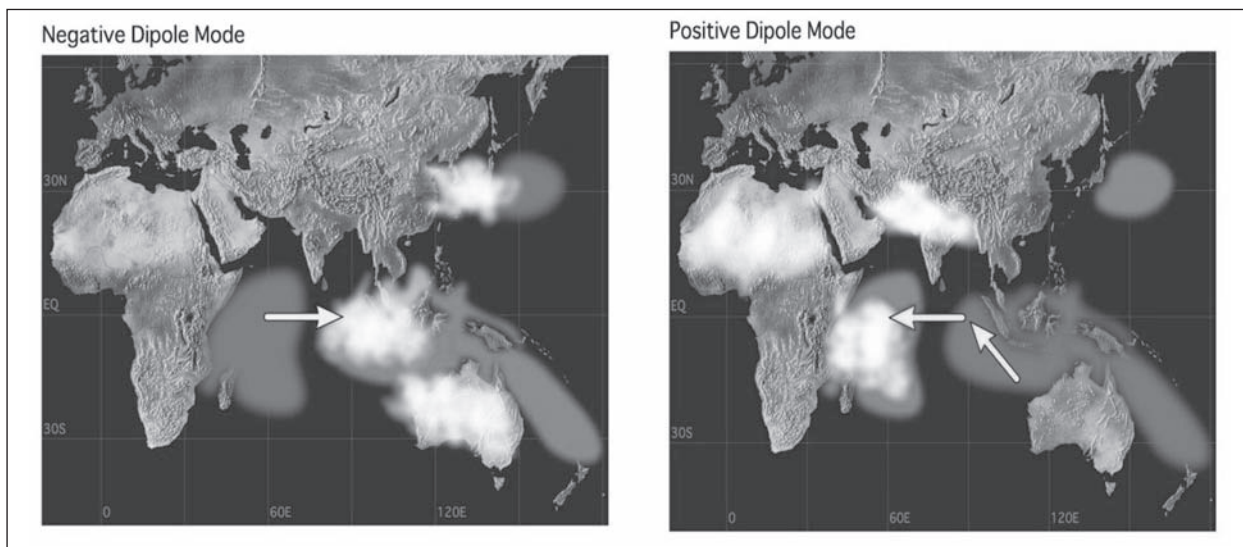 Negative Dipole Mode
30N
EQ
30S
0
60E
120E
Positive Dipole Mode
30N
EQ
30S
0
60E
120E